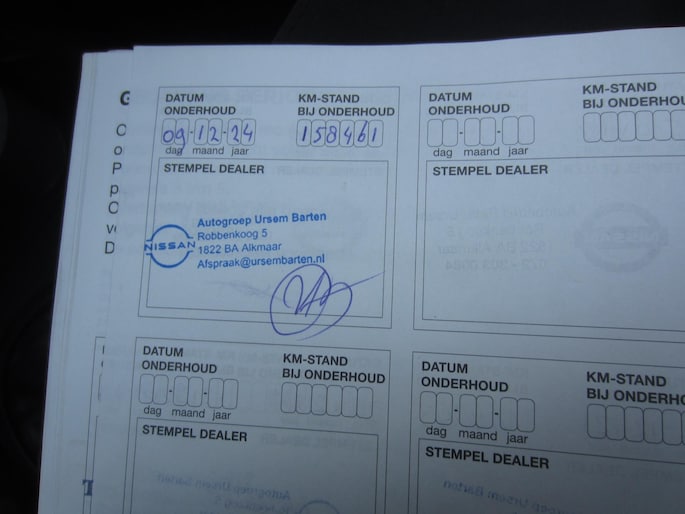 G
DATUM
ONDERHOUD
KM-STAND
BIJ ONDERHOUD
09-12-24
158461
dag maand jaar
STEMPEL DEALER
NISSAN
Autogroep Ursem Barten
Robbenkoog 5
1822 BA Alkmaar
Afspraak@ursembarten.nl
DATUM
ONDERHOUD
KM-STAND
BIJ ONDERHOU
dag maand jaar
STEMPEL DEALER
DATUM
ONDERHOUD
KM-STAND
BIJ ONDERHOUD
dag maand jaar
STEMPEL DEALER
DATUM
ONDERHOUD
KM-STAND
BIJ ONDERHO
dag maand jaar
STEMPEL DEALER